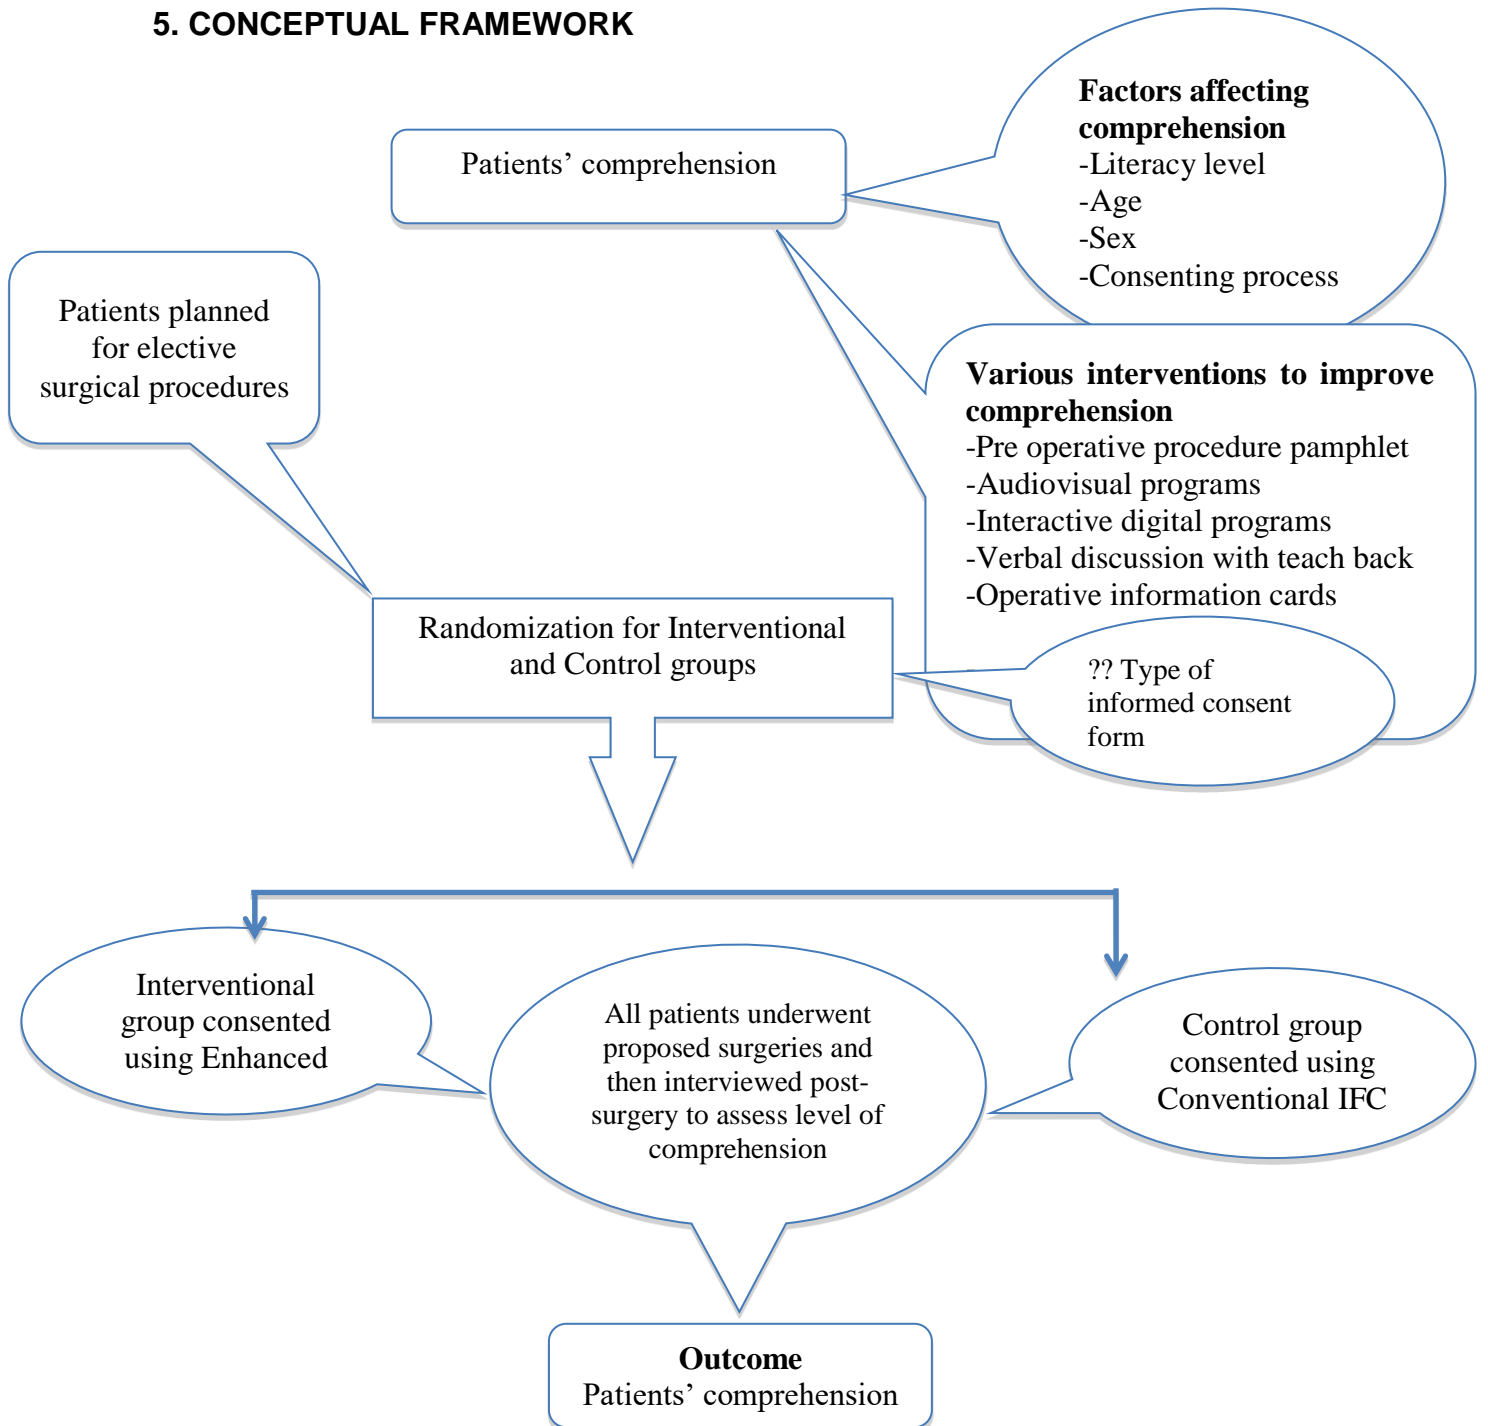 5. CONCEPTUAL FRAMEWORK
Factors affecting
comprehension
-Literacy level
-Age
-Sex
-Consenting process
Patients’ comprehension
Patients planned
for elective
surgical procedures
Various interventions to improve
comprehension
-Pre operative procedure pamphlet
-Audiovisual programs
-Interactive digital programs
-Verbal discussion with teach back
-Operative information cards
Randomization for Interventional
and Control groups
?? Type of
informed consent
form
Interventional
group consented
using Enhanced
All patients underwent
proposed surgeries and
then interviewed post-
surgery to assess level of
comprehension
Control group
consented using
Conventional IFC
Outcome
Patients’ comprehension